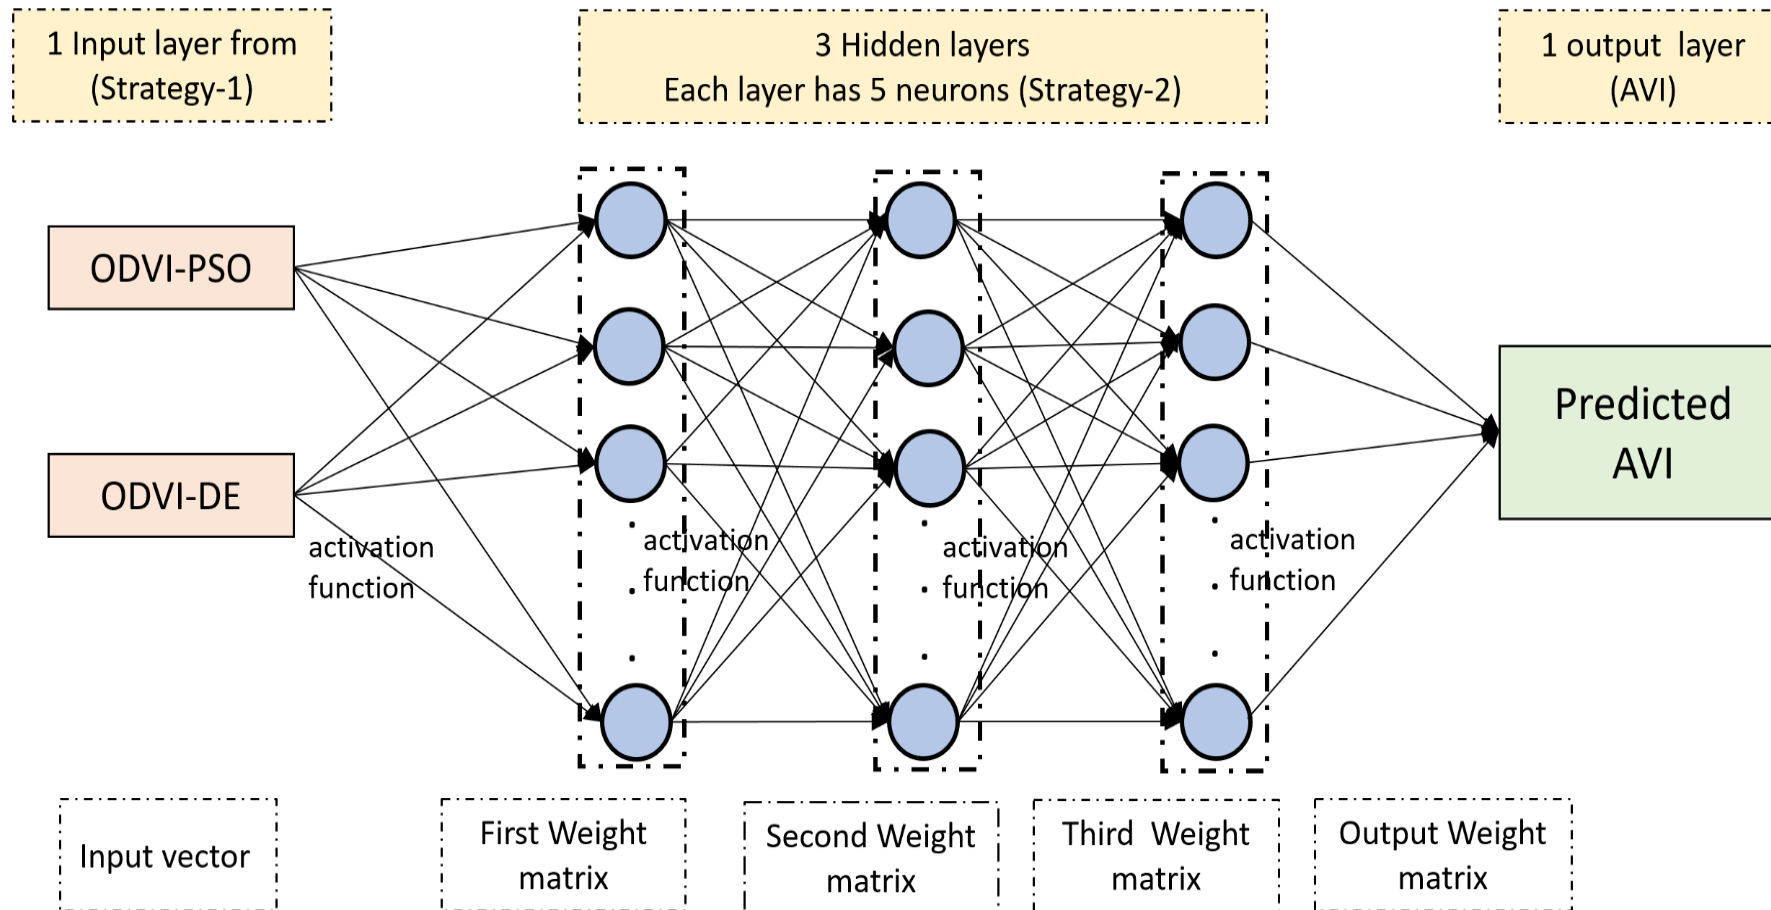 1 Input layer from
(Strategy-1)
3 Hidden layers
Each layer has 5 neurons (Strategy-2)
1 output layer
(AVI)
ODVI-PSO
ODVI-DE
Predicted
AVI
activation
function
activation
function
activation
function
activation
function
Input vector
First Weight
matrix
Second Weight
matrix
Third Weight
matrix
Output Weight
matrix